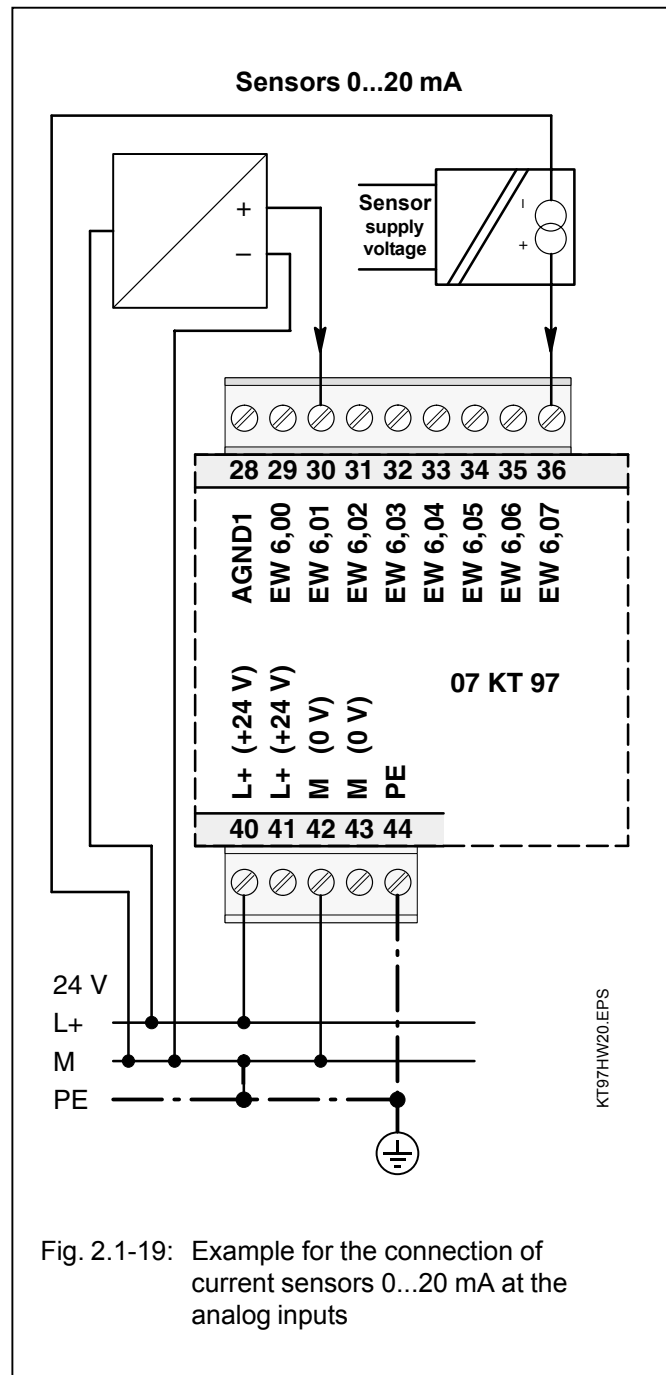 Sensors 0...20 mA
+
–
Sensor
supply
voltage
–
+
28 29 30 31 32 33 34 35 36
AGND1
EW 6,00
EW 6,01
EW 6,02
EW 6,03
EW 6,04
EW 6,05
EW 6,06
EW 6,07
07 KT 97
L+ (+24 V)
L+ (+24 V)
M (0 V)
M (0 V)
PE
40 41 42 43 44
24 V
L+
M
PE
KT97HW20.EPS
Fig. 2.1-19: Example for the connection of
current sensors 0...20 mA at the
analog inputs